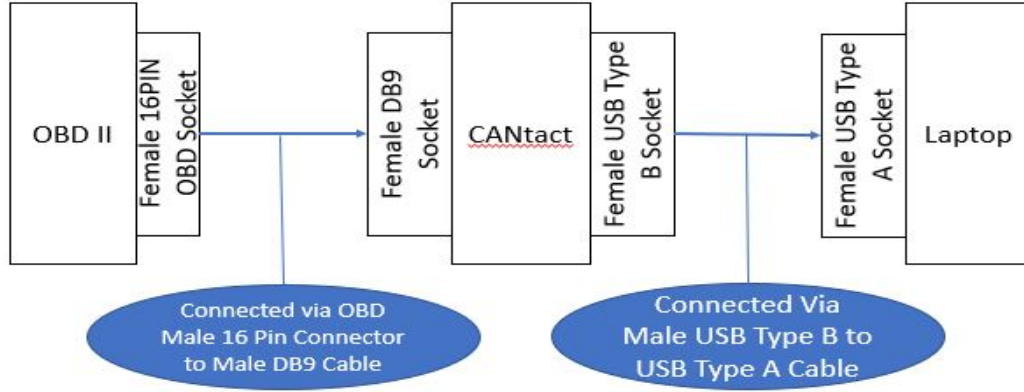 OBD II
Female 16PIN
OBD Socket
Female DB9
Socket
CANtact
Female USB Type
B Socket
Female USB Type
A Socket
Laptop
Connected via OBD
Male 16 Pin Connector
to Male DB9 Cable
Connected Via
Male USB Type B to
USB Type A Cable